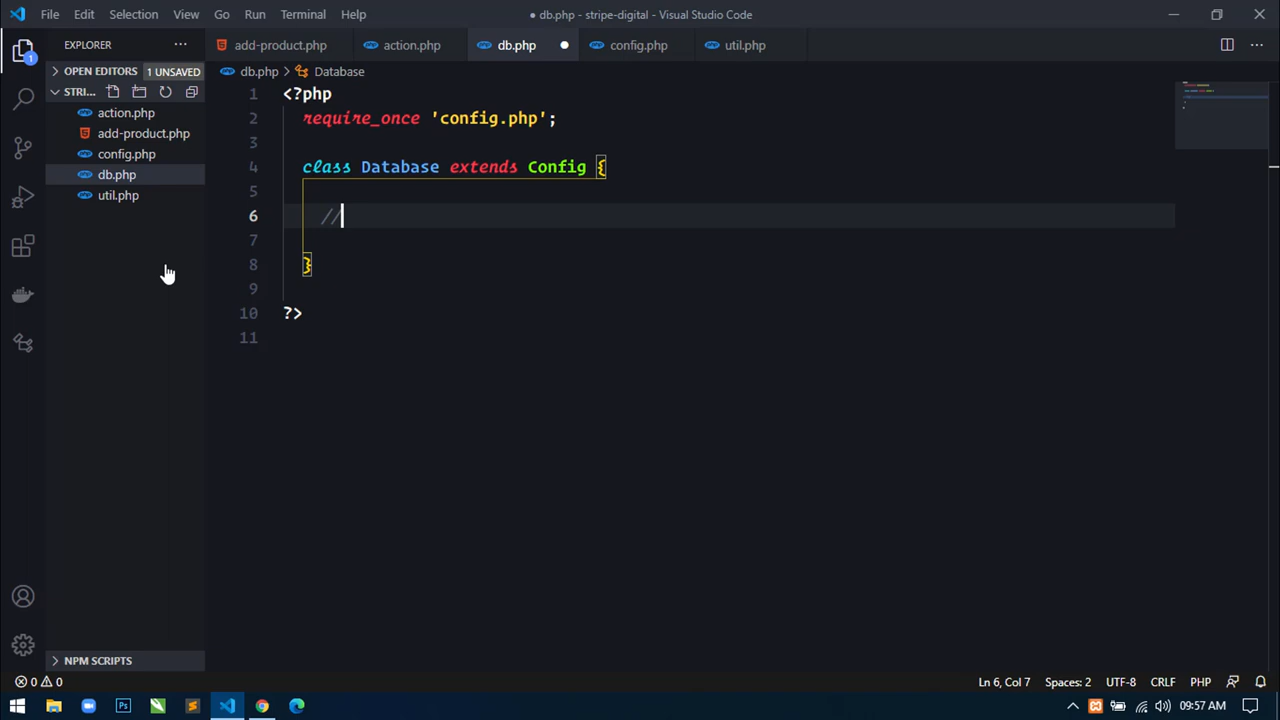 File Edit Selection View Go Run Terminal Help
● db.php - stripe-digital - Visual Studio Code
EXPLORER
add-product.php action.php db.php config.php util.php
1
OPEN EDITORS 1 UNSAVED
db.php > Database
STRI...
action.php
add-product.php
config.php
db.php
util.php
1 <?php
2 require_once 'config.php';
3
4 class Database extends Config {
5
6 //
7
8 }
9
10 ?>
11
NPM SCRIPTS
0 0
Ln 6, Col 7 Spaces: 2 UTF-8 CRLF PHP
Ps
09:57 AM